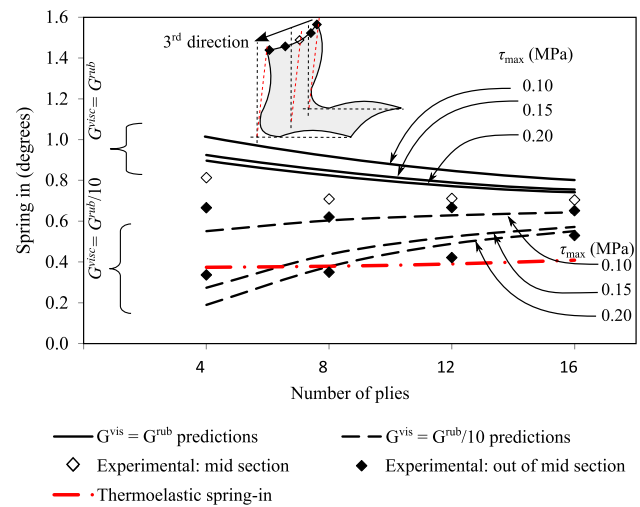 1.6
1.4
1.2
1.0
0.8
0.6
0.4
0.2
0.0
Spring in (degrees)
G^visc = G^rub
G^visc = G^rub/10
3rd direction
τmax (MPa)
0.10
0.15
0.20
τmax (MPa)
0.10
0.15
0.20
0 4 8 12 16
Number of plies
G^vis = G^rub predictions
G^vis = G^rub/10 predictions
Experimental: mid section
Experimental: out of mid section
Thermoelastic spring-in